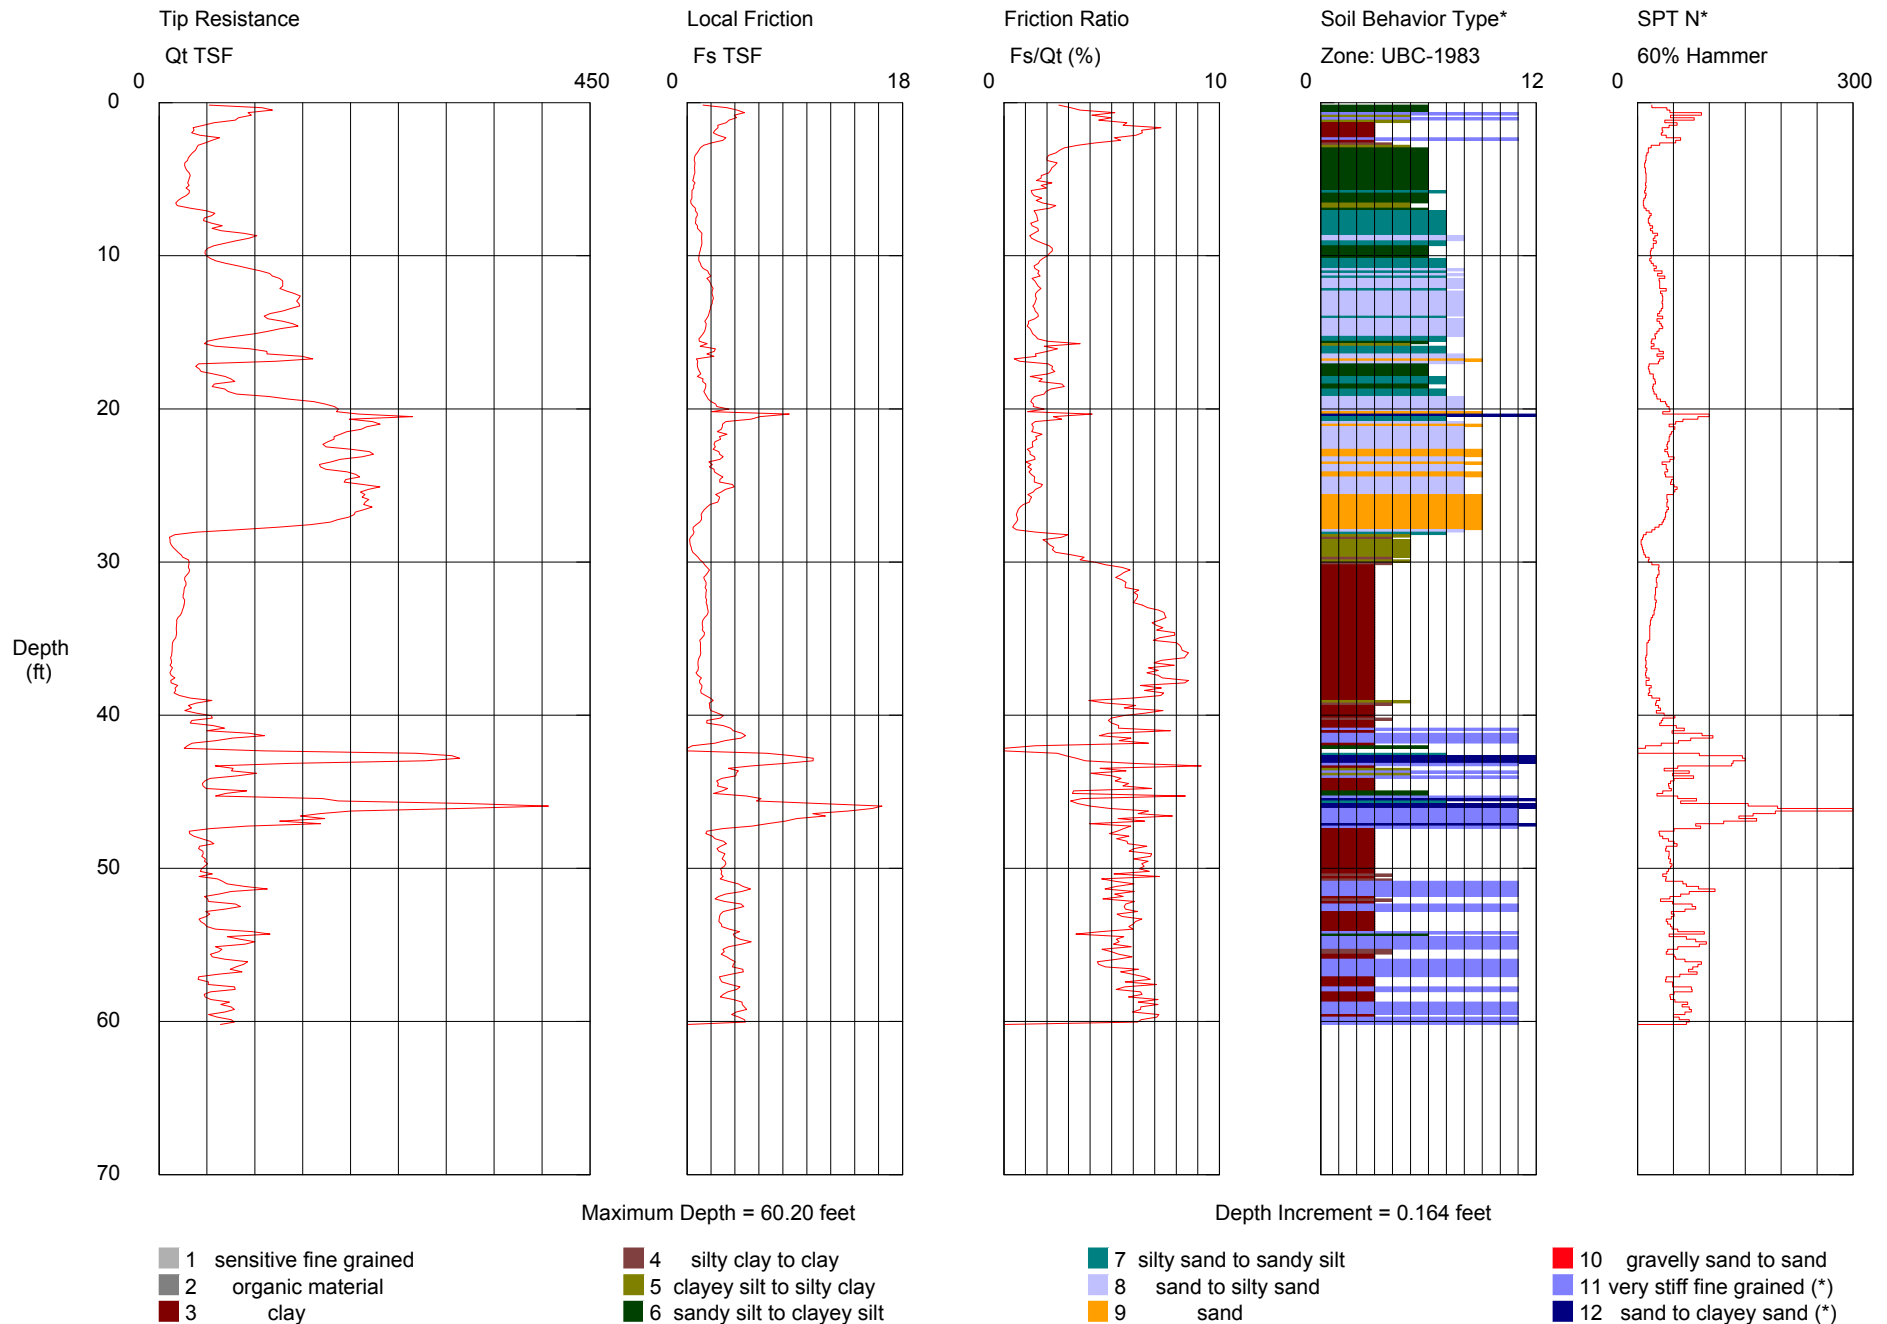 Tip Resistance Local Friction Friction Ratio Soil Behavior Type* SPT N*
Qt TSF Fs TSF Fs/Qt (%) Zone: UBC-1983 60% Hammer
0 450 0 18 0 10 0 12 0 300
0
10
20
30
40
50
60
70
Depth
(ft)
Maximum Depth = 60.20 feet Depth Increment = 0.164 feet
1 sensitive fine grained 4 silty clay to clay 7 silty sand to sandy silt 10 gravelly sand to sand
2 organic material 5 clayey silt to silty clay 8 sand to silty sand 11 very stiff fine grained (*)
3 clay 6 sandy silt to clayey silt 9 sand 12 sand to clayey sand (*)